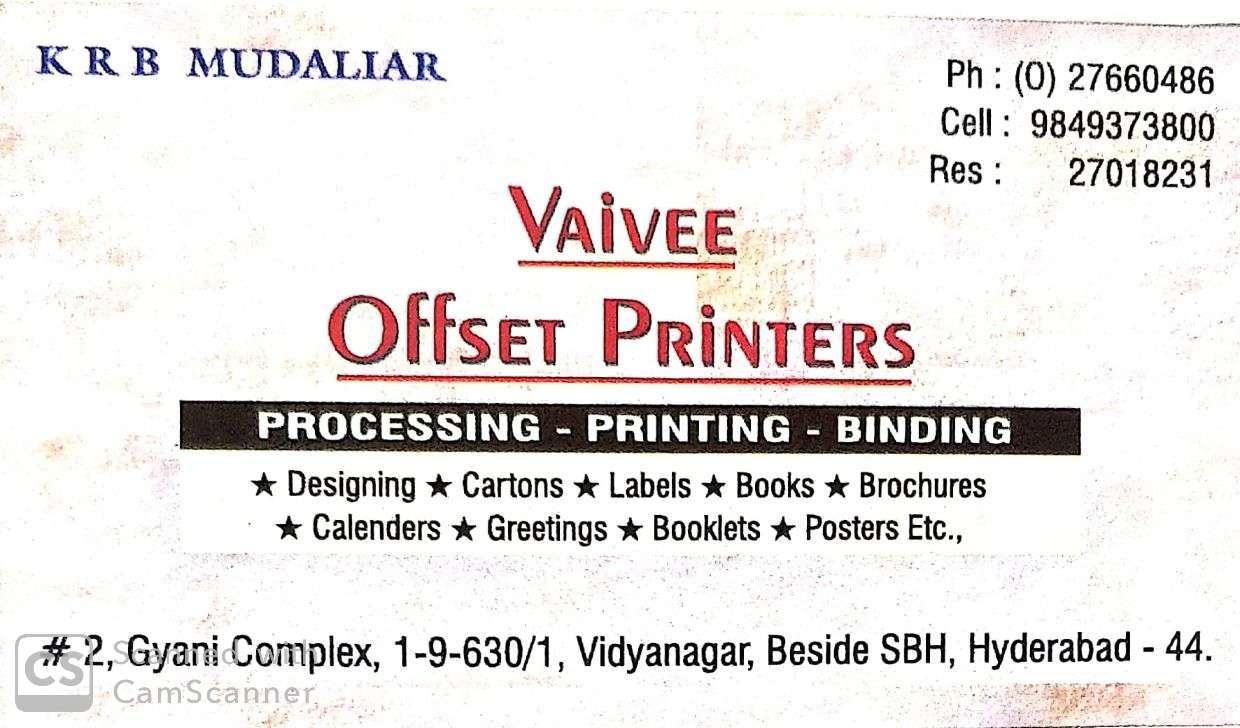 K R B MUDALIAR
Ph : (O) 27660486
Cell : 9849373800
Res : 27018231
VAiVEE
OffSET PRiNTERS
PROCESSING - PRINTING - BINDING
★ Designing ★ Cartons ★ Labels ★ Books ★ Brochures
★ Calenders ★ Greetings ★ Booklets ★ Posters Etc.,
# 2, Gyani Complex, 1-9-630/1, Vidyanagar, Beside SBH, Hyderabad - 44.
CS Scanned with
CamScanner